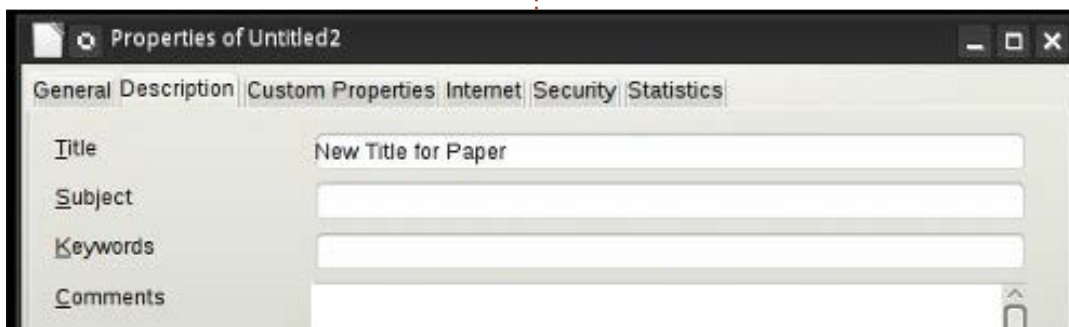 Properties of Untitled2
General Description Custom Properties Internet Security Statistics
Title New Title for Paper
Subject
Keywords
Comments